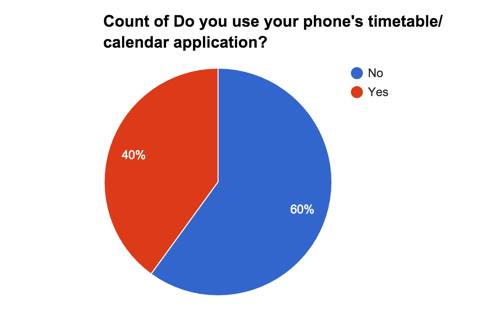 Count of Do you use your phone's timetable/
calendar application?
No
Yes
40%
60%